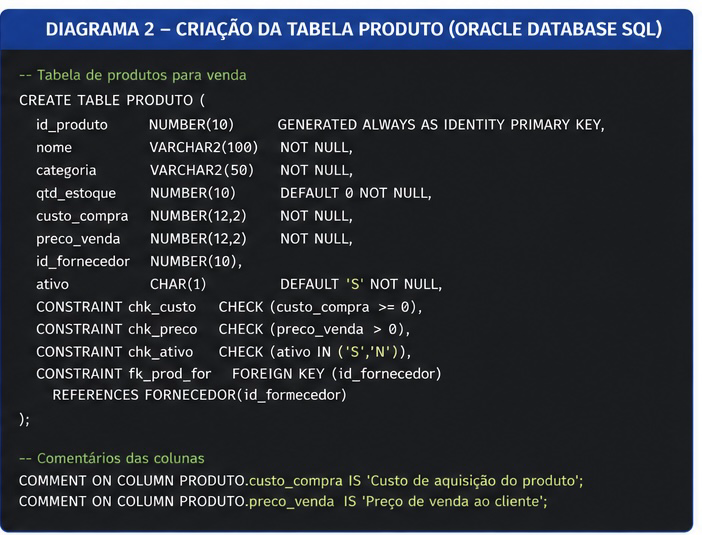 DIAGRAMA 2 – CRIAÇÃO DA TABELA PRODUTO (ORACLE DATABASE SQL)
-- Tabela de produtos para venda
CREATE TABLE PRODUTO (
id_produto NUMBER(10) GENERATED ALWAYS AS IDENTITY PRIMARY KEY,
nome VARCHAR2(100) NOT NULL,
categoria VARCHAR2(50) NOT NULL,
qtd_estoque NUMBER(10) DEFAULT 0 NOT NULL,
custo_compra NUMBER(12,2) NOT NULL,
preco_venda NUMBER(12,2) NOT NULL,
id_fornecedor NUMBER(10),
ativo CHAR(1) DEFAULT 'S' NOT NULL,
CONSTRAINT chk_custo CHECK (custo_compra >= 0),
CONSTRAINT chk_preco CHECK (preco_venda > 0),
CONSTRAINT chk_ativo CHECK (ativo IN ('S','N')),
CONSTRAINT fk_prod_for FOREIGN KEY (id_fornecedor)
REFERENCES FORNECEDOR(id_formecedor)
);
-- Comentários das colunas
COMMENT ON COLUMN PRODUTO.custo_compra IS 'Custo de aquisição do produto';
COMMENT ON COLUMN PRODUTO.preco_venda IS 'Preço de venda ao cliente';